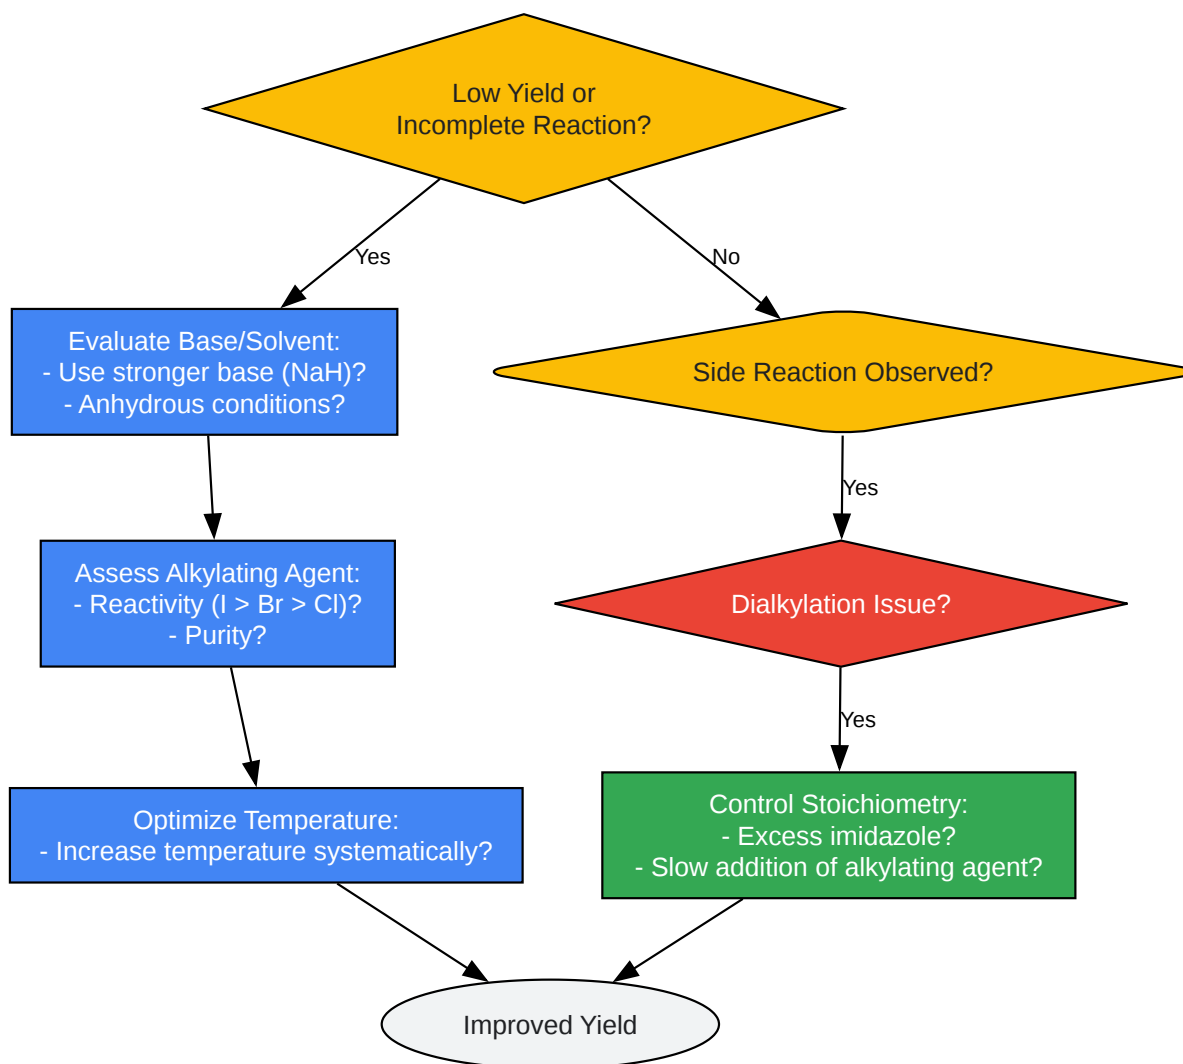 Low Yield or
Incomplete Reaction?
Yes
No
Evaluate Base/Solvent:
- Use stronger base (NaH)?
- Anhydrous conditions?
Side Reaction Observed?
Yes
Assess Alkylating Agent:
- Reactivity (I > Br > Cl)?
- Purity?
Dialkylation Issue?
Yes
Optimize Temperature:
- Increase temperature systematically?
Control Stoichiometry:
- Excess imidazole?
- Slow addition of alkylating agent?
Improved Yield